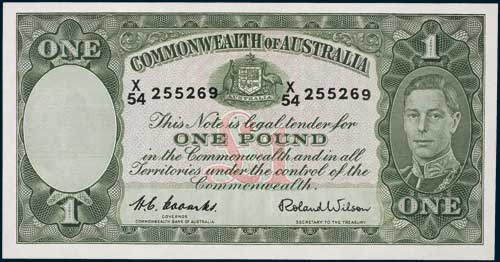 ONE
COMMONWEALTH OF AUSTRALIA
1
AUSTRALIA
X/54 255269
X/54 255269
This Note is legal tender for
ONE POUND
in the Commonwealth and in all
Territories under the control of the
Commonwealth.
H.C. Coombs
GOVERNOR
COMMONWEALTH BANK OF AUSTRALIA
Roland Wilson
SECRETARY TO THE TREASURY
1
ONE